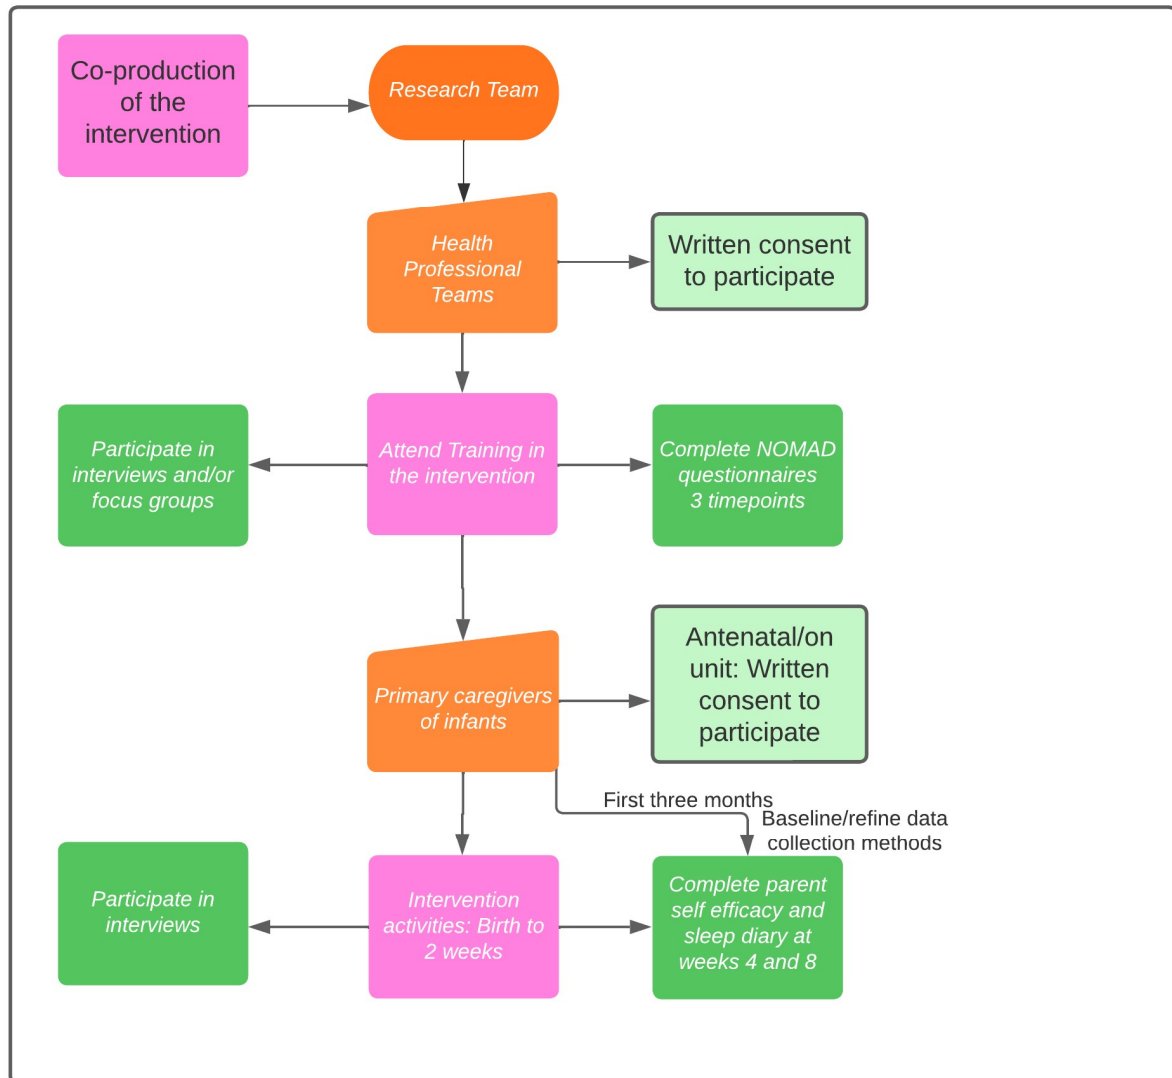 Co-production
of the
intervention
Research Team
Health
Professional
Teams
Written consent
to participate
Participate in
interviews and/or
focus groups
Attend Training in
the intervention
Complete NOMAD
questionnaires
3 timepoints
Primary caregivers
of infants
Antenatal/on
unit: Written
consent to
participate
First three months
Baseline/refine data
collection methods
Participate in
interviews
Intervention
activities: Birth to
2 weeks
Complete parent
self efficacy and
sleep diary at
weeks 4 and 8